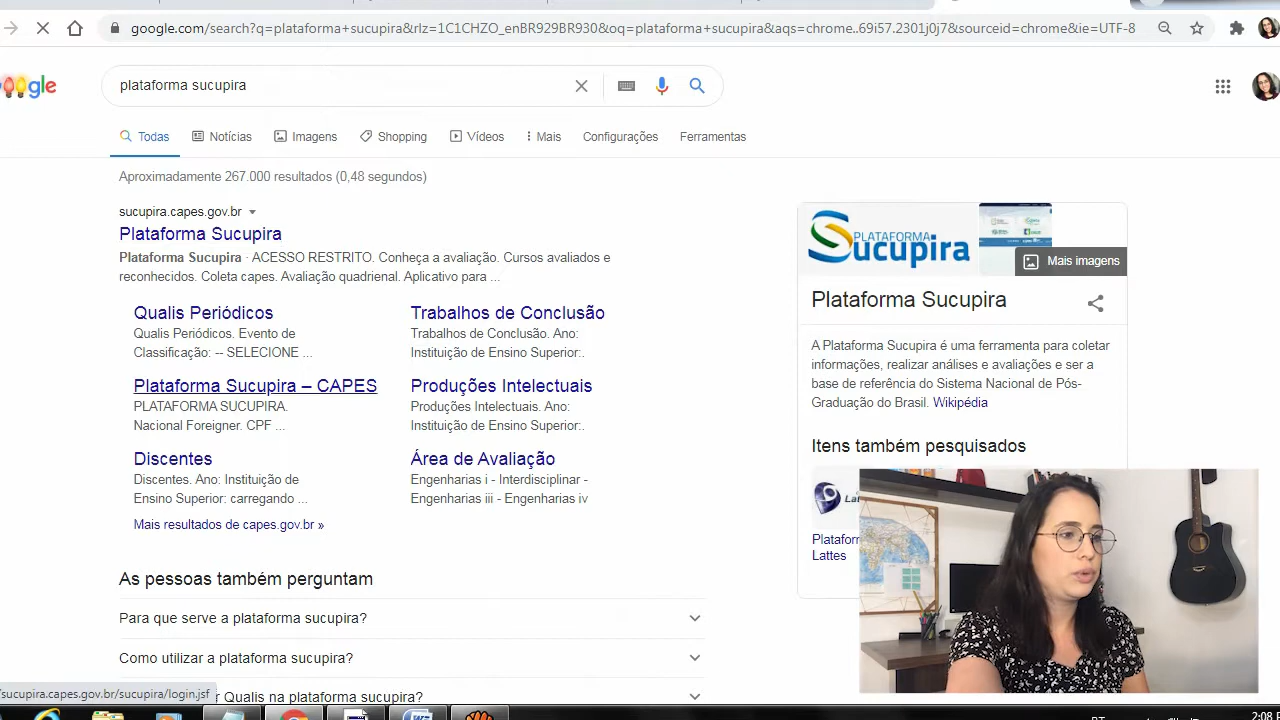 google.com/search?q=plataforma+sucupira&rlz=1C1CHZO_enBR929BR930&oq=plataforma+sucupira&aqs=chrome..69i57.2301j0j7&sourceid=chrome&ie=UTF-8
plataforma sucupira
Todas Notícias Imagens Shopping Vídeos Mais Configurações Ferramentas
Aproximadamente 267.000 resultados (0,48 segundos)
sucupira.capes.gov.br
Plataforma Sucupira
Plataforma Sucupira · ACESSO RESTRITO. Conheça a avaliação. Cursos avaliados e
reconhecidos. Coleta capes. Avaliação quadrienal. Aplicativo para ...
Qualis Periódicos
Qualis Periódicos. Evento de
Classificação: -- SELECIONE ...
Trabalhos de Conclusão
Trabalhos de Conclusão. Ano:
Instituição de Ensino Superior:.
Plataforma Sucupira – CAPES
PLATAFORMA SUCUPIRA.
Nacional Foreigner. CPF ...
Produções Intelectuais
Produções Intelectuais. Ano:
Instituição de Ensino Superior:.
Discentes
Discentes. Ano: Instituição de
Ensino Superior: carregando ...
Área de Avaliação
Engenharias i - Interdisciplinar -
Engenharias iii - Engenharias iv
Mais resultados de capes.gov.br »
As pessoas também perguntam
Para que serve a plataforma sucupira?
Como utilizar a plataforma sucupira?
r Qualis na plataforma sucupira?
/sucupira.capes.gov.br/sucupira/login.jsf
PLATAFORMA
Sucupira
Mais imagens
Plataforma Sucupira
A Plataforma Sucupira é uma ferramenta para coletar
informações, realizar análises e avaliações e ser a
base de referência do Sistema Nacional de Pós-
Graduação do Brasil. Wikipédia
Itens também pesquisados
Platafor
Lattes
PT
2:08